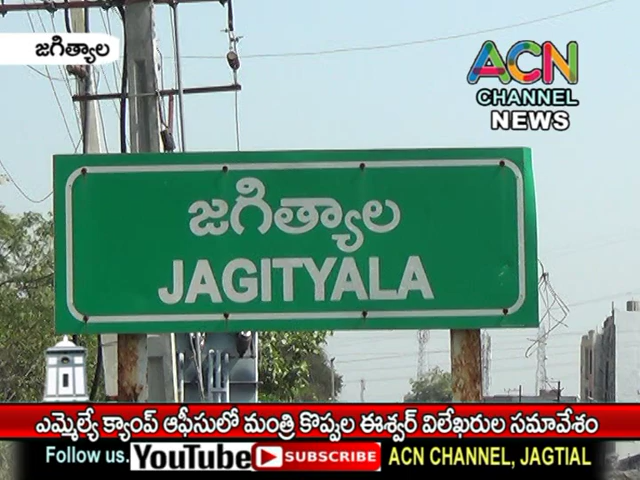 జగిత్యాల
ACN
CHANNEL
NEWS
జగిత్యాల
JAGITYALA
ఎమ్మెల్యే క్యాంప్ ఆఫీసులో మంత్రి కొప్పుల ఈశ్వర్ విలేఖరుల సమావేశం
Follow us. YouTube SUBSCRIBE ACN CHANNEL, JAGTIAL